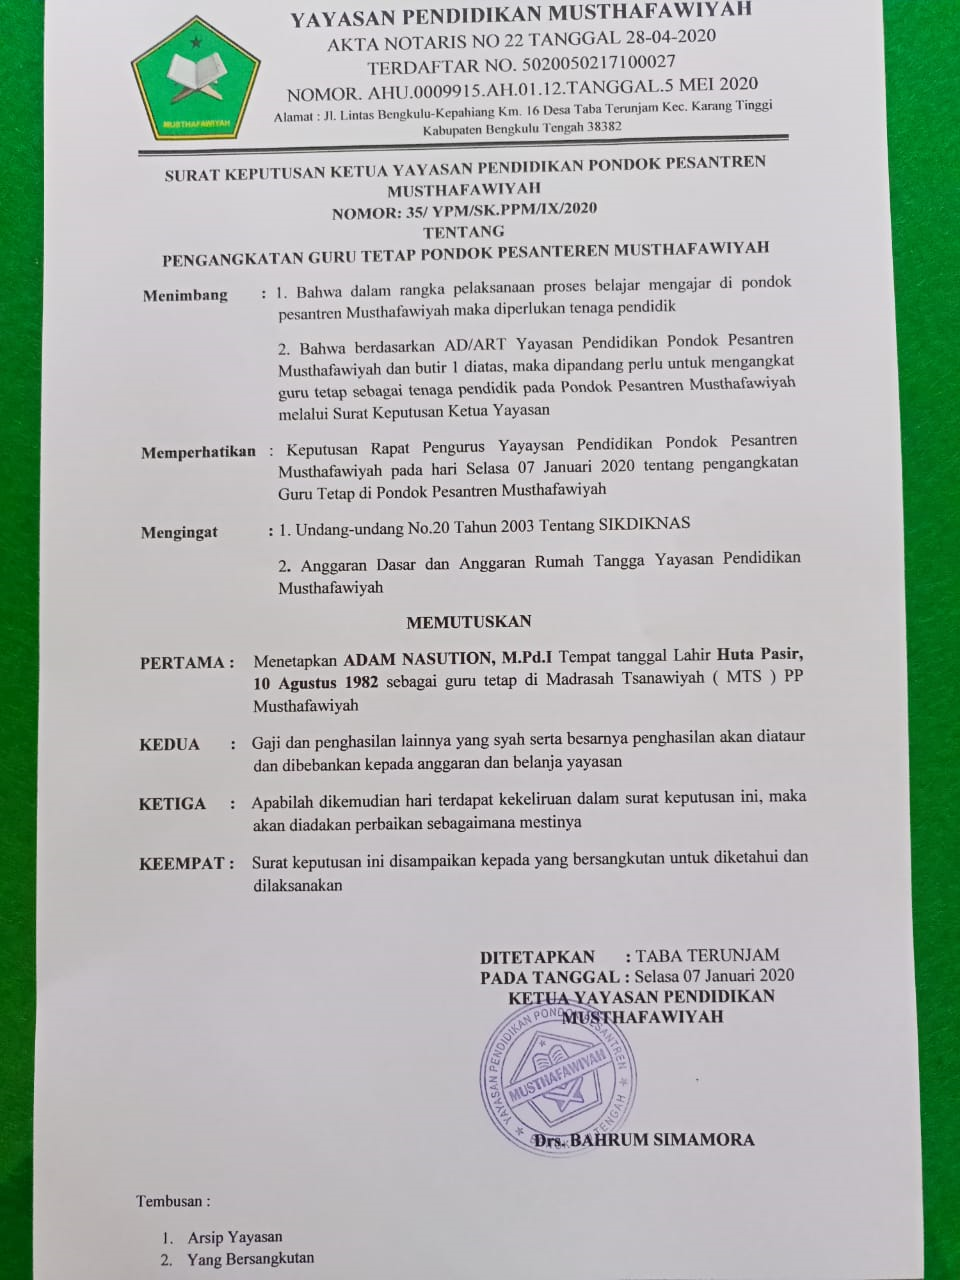 MUSTHAFAWIYAH
YAYASAN PENDIDIKAN MUSTHAFAWIYAH
AKTA NOTARIS NO 22 TANGGAL 28-04-2020
TERDAFTAR NO. 5020050217100027
NOMOR. AHU.0009915.AH.01.12.TANGGAL.5 MEI 2020
Alamat : Jl. Lintas Bengkulu-Kepahiang Km. 16 Desa Taba Terunjam Kec. Karang Tinggi
Kabupaten Bengkulu Tengah 38382
SURAT KEPUTUSAN KETUA YAYASAN PENDIDIKAN PONDOK PESANTREN
MUSTHAFAWIYAH
NOMOR: 35/ YPM/SK.PPM/IX/2020
TENTANG
PENGANGKATAN GURU TETAP PONDOK PESANTEREN MUSTHAFAWIYAH
Menimbang : 1. Bahwa dalam rangka pelaksanaan proses belajar mengajar di pondok
pesantren Musthafawiyah maka diperlukan tenaga pendidik
2. Bahwa berdasarkan AD/ART Yayasan Pendidikan Pondok Pesantren
Musthafawiyah dan butir 1 diatas, maka dipandang perlu untuk mengangkat
guru tetap sebagai tenaga pendidik pada Pondok Pesantren Musthafawiyah
melalui Surat Keputusan Ketua Yayasan
Memperhatikan : Keputusan Rapat Pengurus Yayaysan Pendidikan Pondok Pesantren
Musthafawiyah pada hari Selasa 07 Januari 2020 tentang pengangkatan
Guru Tetap di Pondok Pesantren Musthafawiyah
Mengingat : 1. Undang-undang No.20 Tahun 2003 Tentang SIKDIKNAS
2. Anggaran Dasar dan Anggaran Rumah Tangga Yayasan Pendidikan
Musthafawiyah
MEMUTUSKAN
PERTAMA : Menetapkan ADAM NASUTION, M.Pd.I Tempat tanggal Lahir Huta Pasir,
10 Agustus 1982 sebagai guru tetap di Madrasah Tsanawiyah ( MTS ) PP
Musthafawiyah
KEDUA : Gaji dan penghasilan lainnya yang syah serta besarnya penghasilan akan diataur
dan dibebankan kepada anggaran dan belanja yayasan
KETIGA : Apabilah dikemudian hari terdapat kekeliruan dalam surat keputusan ini, maka
akan diadakan perbaikan sebagaimana mestinya
KEEMPAT : Surat keputusan ini disampaikan kepada yang bersangkutan untuk diketahui dan
dilaksanakan
DITETAPKAN : TABA TERUNJAM
PADA TANGGAL : Selasa 07 Januari 2020
KETUA YAYASAN PENDIDIKAN
MUSTHAFAWIYAH
YAYASAN PENDIDIKAN PONDOK PESANTREN
MUSTHAFAWIYAH
TENGAH
Drs. BAHRUM SIMAMORA
Tembusan :
1. Arsip Yayasan
2. Yang Bersangkutan